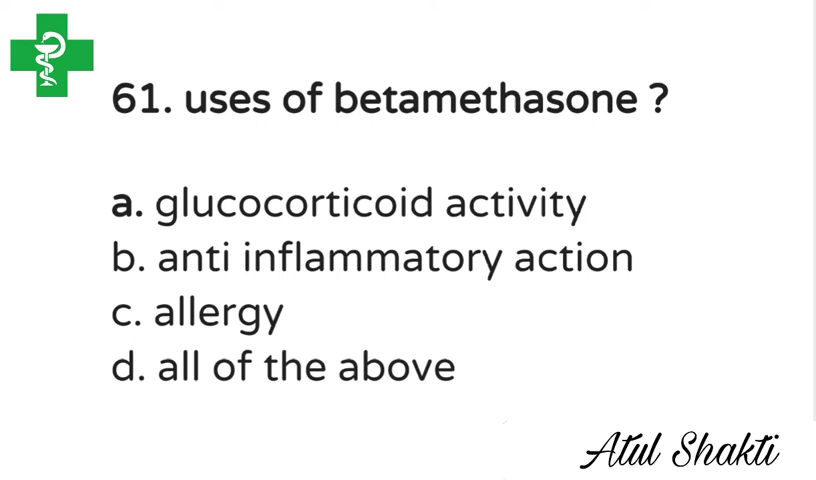 61. uses of betamethasone ?
a. glucocorticoid activity
b. anti inflammatory action
c. allergy
d. all of the above
Atul Shakti